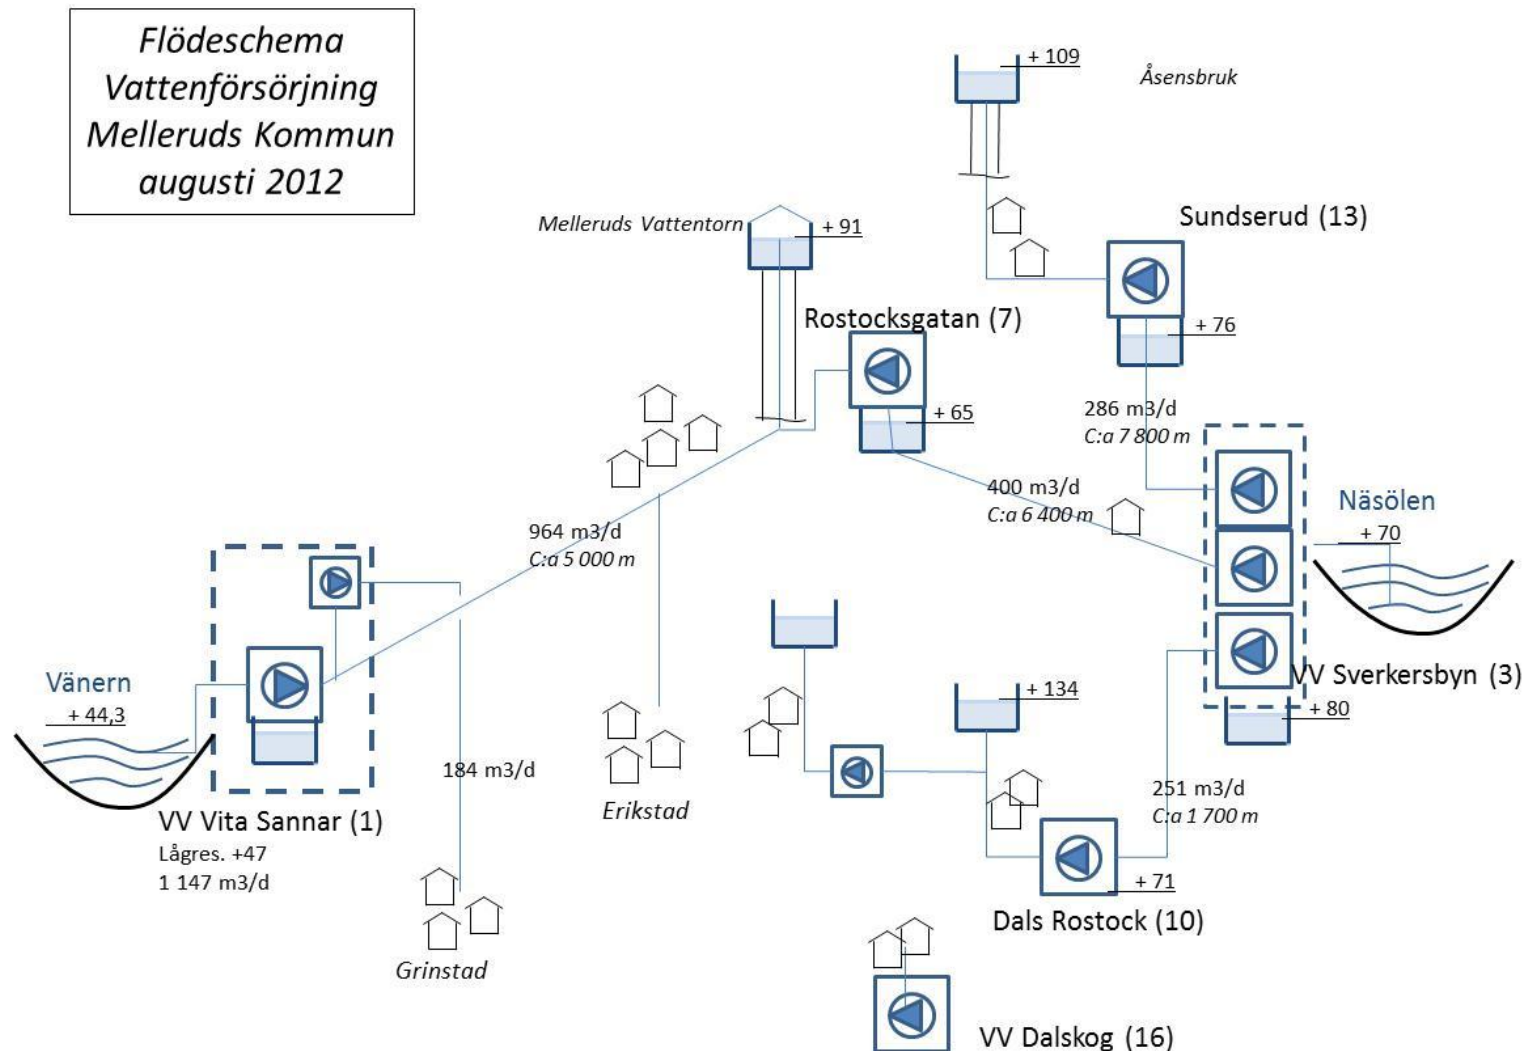 Flödeschema
Vattenförsörjning
Melleruds Kommun
augusti 2012
+ 109
Åsensbruk
Melleruds Vattentorn
+ 91
Sundserud (13)
Rostocksgatan (7)
+ 76
+ 65
286 m3/d
C:a 7 800 m
400 m3/d
C:a 6 400 m
Näsölen
+ 70
964 m3/d
C:a 5 000 m
Vänern
+ 44,3
+ 134
VV Sverkersbyn (3)
+ 80
184 m3/d
251 m3/d
C:a 1 700 m
Erikstad
VV Vita Sannar (1)
Lågres. +47
1 147 m3/d
+ 71
Dals Rostock (10)
Grinstad
VV Dalskog (16)